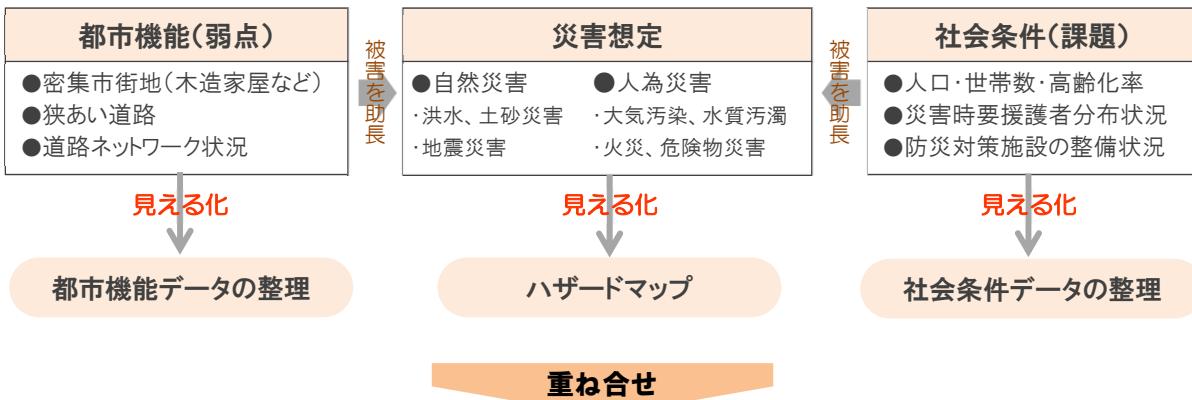 都市機能(弱点)
●密集市街地(木造家屋など)
●狭あい道路
●道路ネットワーク状況
被害を助長
災害想定
●自然災害 ●人為災害
・洪水、土砂災害 ・大気汚染、水質汚濁
・地震災害 ・火災、危険物災害
被害を助長
社会条件(課題)
●人口・世帯数・高齢化率
●災害時要援護者分布状況
●防災対策施設の整備状況
見える化
見える化
見える化
都市機能データの整理
ハザードマップ
社会条件データの整理
重ね合せ